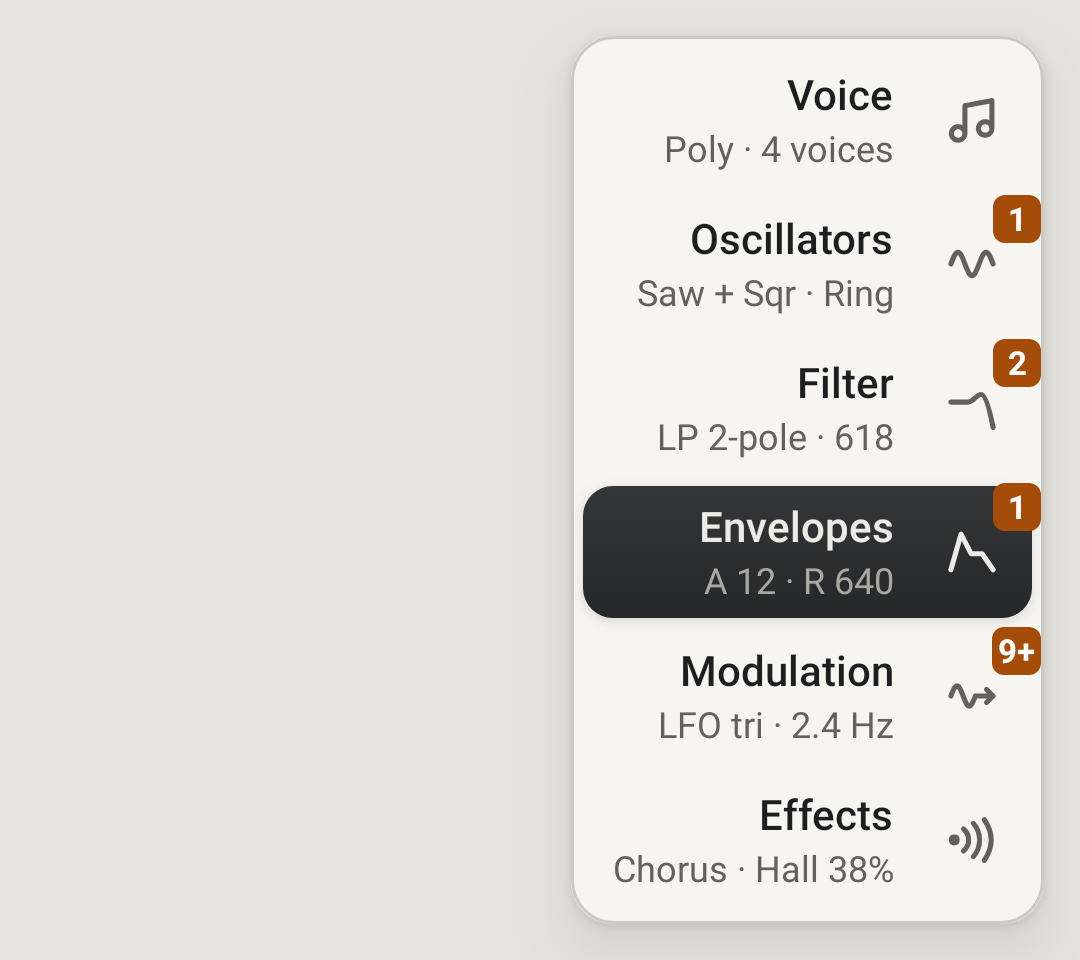 Voice
Poly · 4 voices
1
Oscillators
Saw + Sqr · Ring
2
Filter
LP 2-pole · 618
1
Envelopes
A 12 · R 640
9+
Modulation
LFO tri · 2.4 Hz
Effects
Chorus · Hall 38%